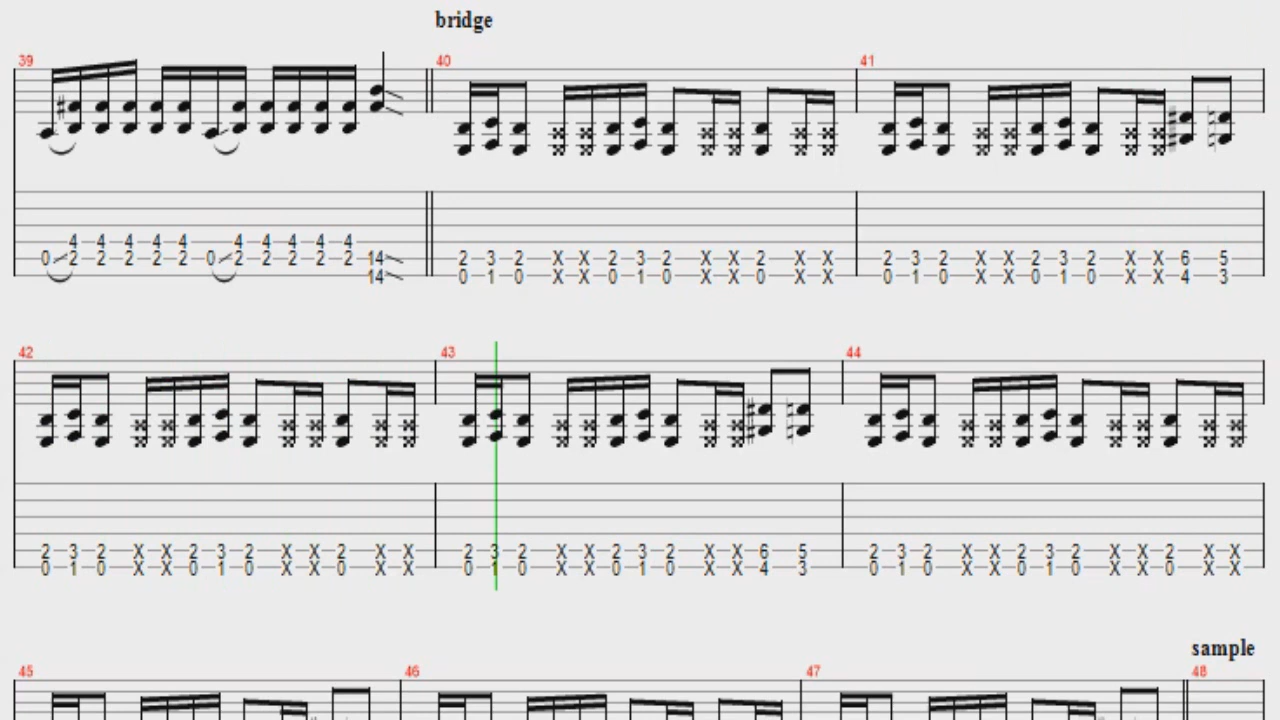 bridge
39 40 41
4 4 4 4 4 4 4 4 4 4
0 2 2 2 2 2 0 2 2 2 2 2 14 2 3 2 X X 2 3 2 X X 2 X X 2 3 2 X X 2 3 2 X X 6 5
14 0 1 0 X X 0 1 0 X X 0 X X 0 1 0 X X 0 1 0 X X 4 3
42 43 44
2 3 2 X X 2 3 2 X X 2 X X 2 3 2 X X 2 3 2 X X 6 5 2 3 2 X X 2 3 2 X X 2 X X
0 1 0 X X 0 1 0 X X 0 X X 0 1 0 X X 0 1 0 X X 4 3 0 1 0 X X 0 1 0 X X 0 X X
sample
45 46 47 48